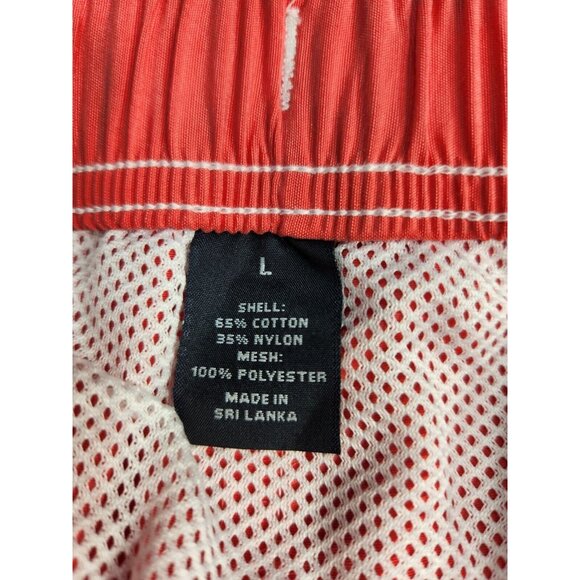 L
SHELL:
65% COTTON
35% NYLON
MESH:
100% POLYESTER
MADE IN
SRI LANKA